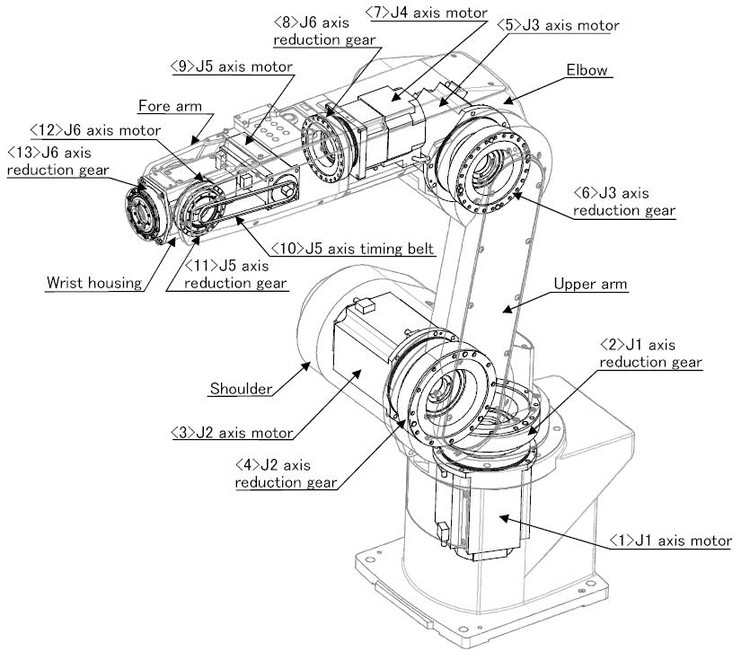 <8>J6 axis
reduction gear
<7>J4 axis motor
<5>J3 axis motor
<9>J5 axis motor
Elbow
Fore arm
<12>J6 axis motor
<13>J6 axis
reduction gear
<6>J3 axis
reduction gear
<10>J5 axis timing belt
Wrist housing
<11>J5 axis
reduction gear
Upper arm
<2>J1 axis
reduction gear
Shoulder
<3>J2 axis motor
<4>J2 axis
reduction gear
<1>J1 axis motor